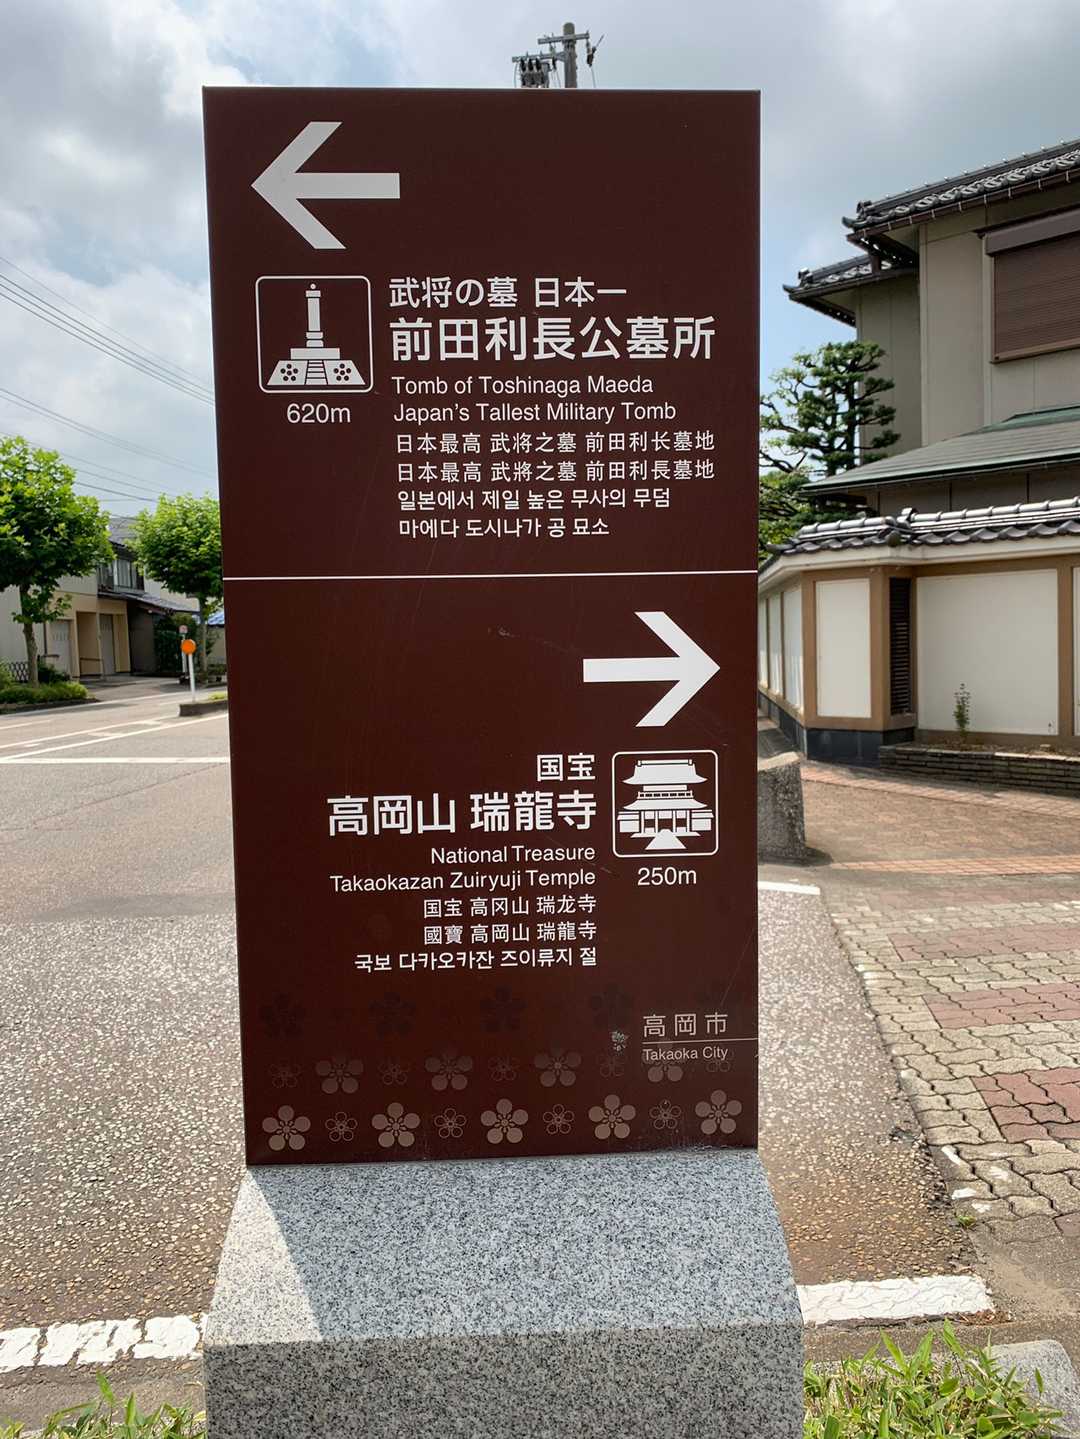 武将の墓 日本一
前田利長公墓所
Tomb of Toshinaga Maeda
620m
Japan's Tallest Military Tomb
日本最高 武将之墓 前田利长墓地
日本最高 武將之墓 前田利長墓地
일본에서 제일 높은 무사의 무덤
마에다 도시나가 공 묘소
国宝
高岡山 瑞龍寺
National Treasure
Takaokazan Zuiryuji Temple
250m
国宝 高冈山 瑞龙寺
國寶 高岡山 瑞龍寺
국보 다카오카잔 즈이류지 절
高岡市
Takaoka City